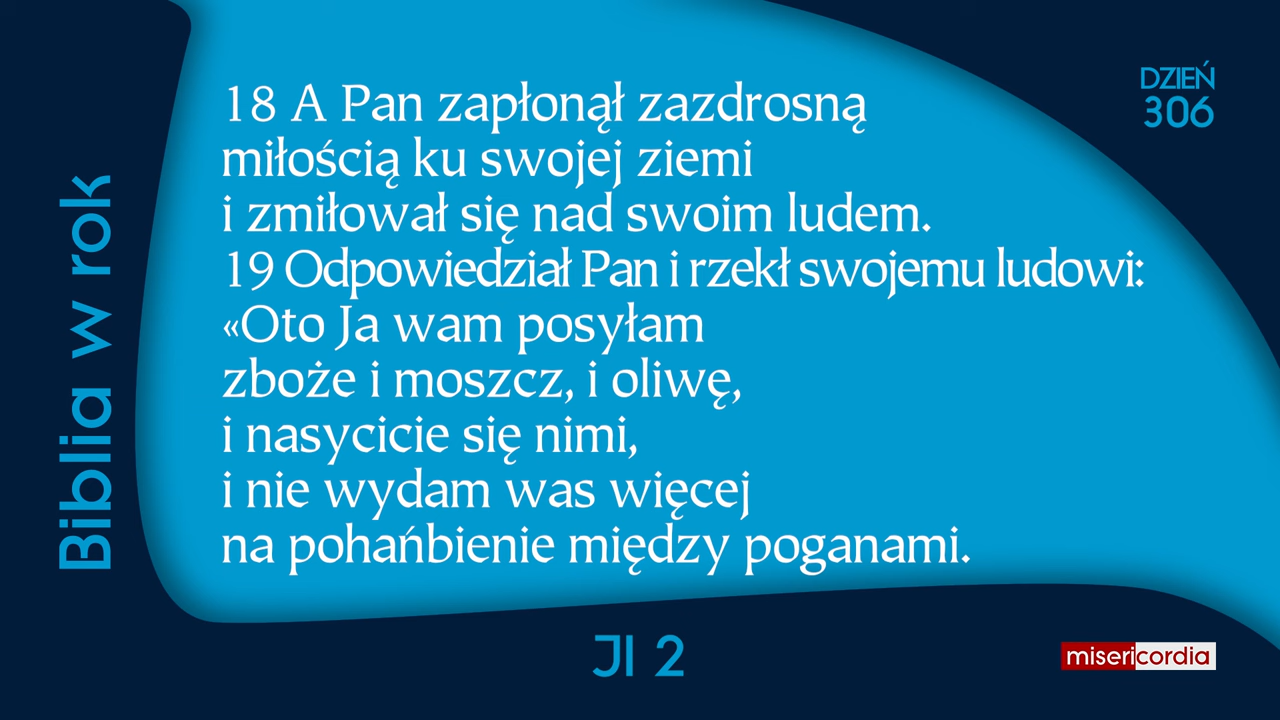 DZIEŃ
306
Biblia w rok
18 A Pan zapłonął zazdrosną
miłością ku swojej ziemi
i zmiłował się nad swoim ludem.
19 Odpowiedział Pan i rzekł swojemu ludowi:
«Oto Ja wam posyłam
zboże i moszcz, i oliwę,
i nasycicie się nimi,
i nie wydam was więcej
na pohańbienie między poganami.
Jl 2
misericordia